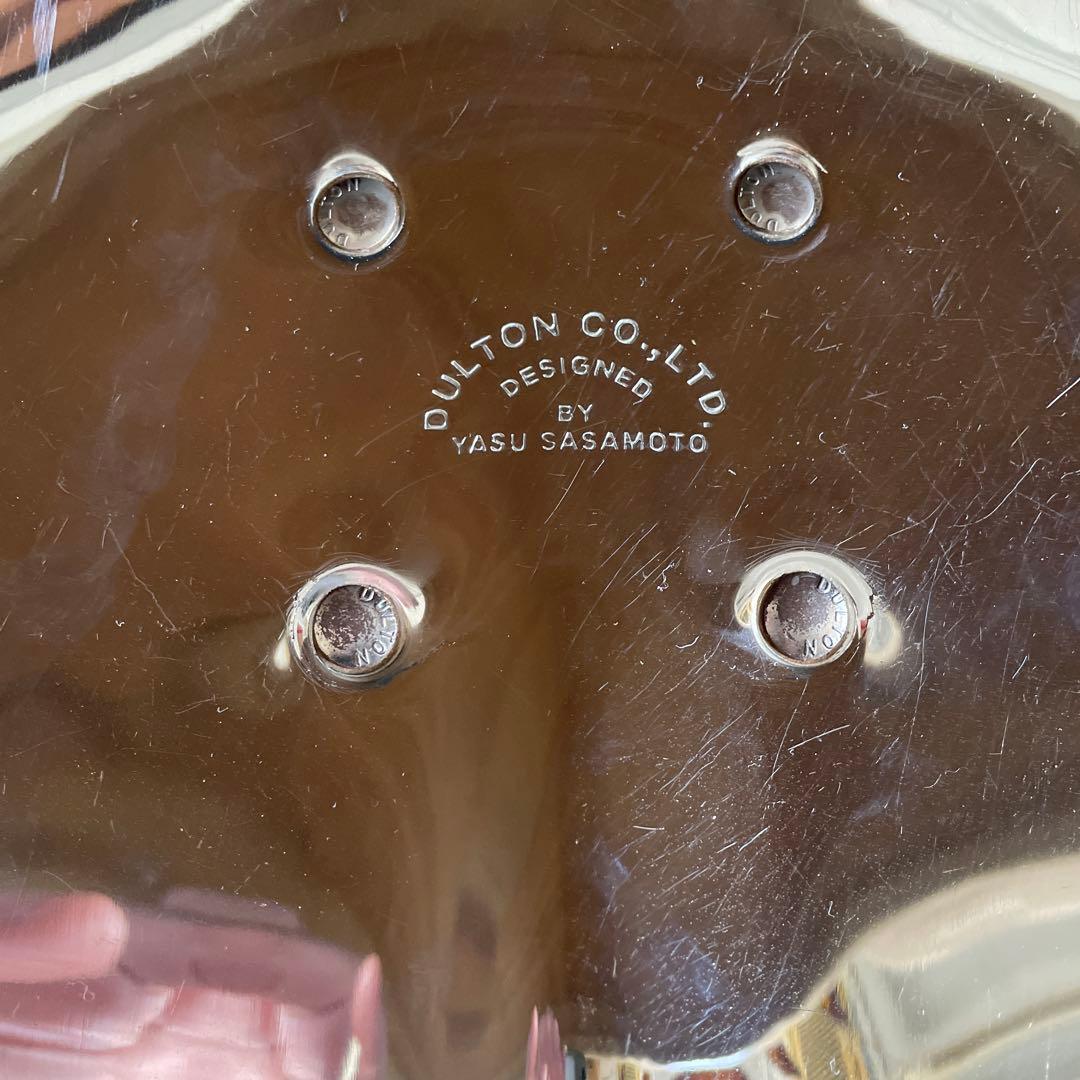 DULTON
DULTON
DULTON CO.,LTD.
DESIGNED
BY
YASU SASAMOTO
DULTON
DULTON